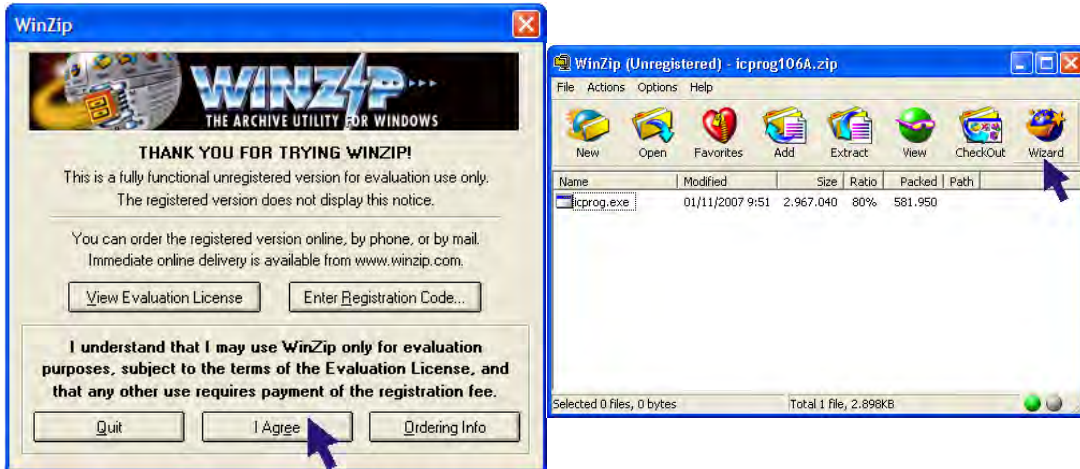 WinZip
WINZIP
THE ARCHIVE UTILITY FOR WINDOWS
THANK YOU FOR TRYING WINZIP!
This is a fully functional unregistered version for evaluation use only.
The registered version does not display this notice.
You can order the registered version online, by phone, or by mail.
Immediate online delivery is available from www.winzip.com.
View Evaluation License Enter Registration Code...
I understand that I may use WinZip only for evaluation
purposes, subject to the terms of the Evaluation License, and
that any other use requires payment of the registration fee.
Quit I Agree Ordering Info
WinZip (Unregistered) - icprog106A.zip
File Actions Options Help
New Open Favorites Add Extract View CheckOut Wizard
Name Modified Size Ratio Packed Path
icprog.exe 01/11/2007 9:51 2.967.040 80% 581.950
Selected 0 files, 0 bytes Total 1 file, 2.898KB